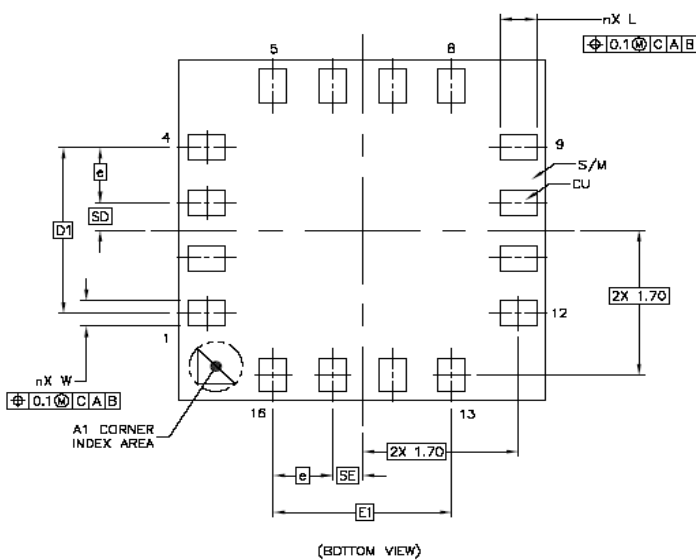 nX L
⌖ 0.1 Ⓜ C A B
5
8
4
9
e
S/M
CU
SD
D1
2X 1.70
12
1
nX W
⌖ 0.1 Ⓜ C A B
16
13
A1 CORNER
INDEX AREA
2X 1.70
e
SE
E1
(BOTTOM VIEW)